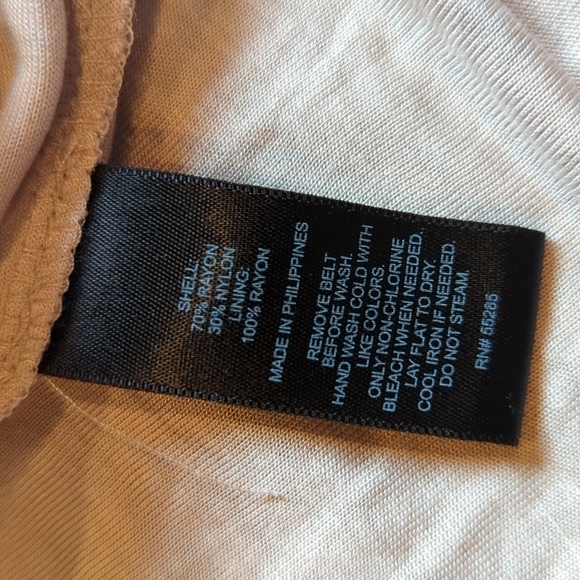 SHELL:
70% RAYON
30% NYLON
LINING:
100% RAYON
MADE IN PHILIPPINES
REMOVE BELT
BEFORE WASH.
HAND WASH COLD WITH
LIKE COLORS.
ONLY NON-CHLORINE
BLEACH WHEN NEEDED.
LAY FLAT TO DRY.
COOL IRON IF NEEDED.
DO NOT STEAM.
RN# 55285